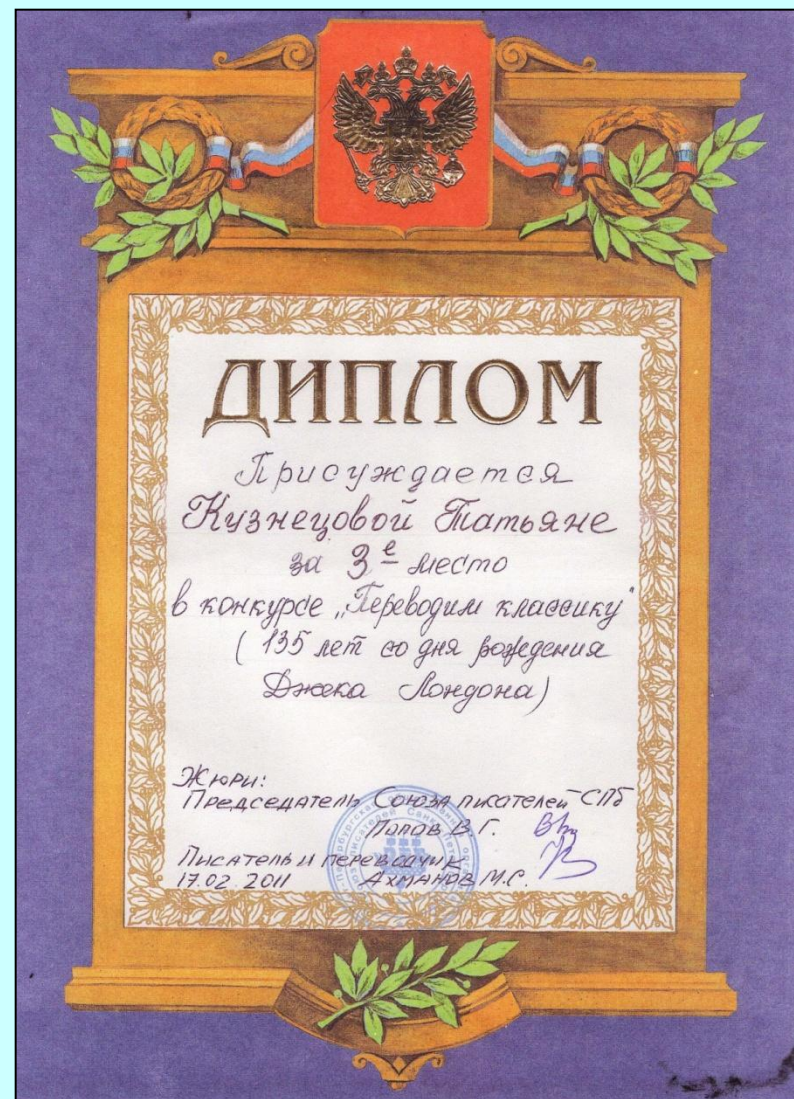 ДИПЛОМ
Присуждается
Кузнецовой Татьяне
за 3е место
в конкурсе „Переводим классику"
( 135 лет со дня рождения
Джека Лондона)
Жюри:
Председатель Союза писателей СПб
Попов В.Г.
Писатель и переводчик
17.02.2011 Ахманов М.С.